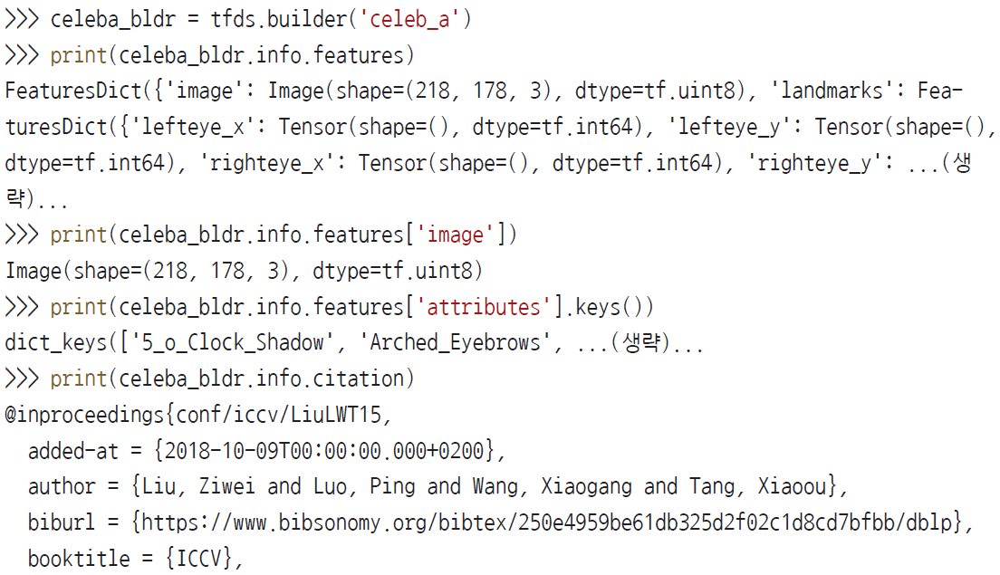 >>> celeba_bldr = tfds.builder('celeb_a')
>>> print(celeba_bldr.info.features)
FeaturesDict({'image': Image(shape=(218, 178, 3), dtype=tf.uint8), 'landmarks': Fea-
turesDict({'lefteye_x': Tensor(shape=(), dtype=tf.int64), 'lefteye_y': Tensor(shape=(),
dtype=tf.int64), 'righteye_x': Tensor(shape=(), dtype=tf.int64), 'righteye_y': ...(생
략)...
>>> print(celeba_bldr.info.features['image'])
Image(shape=(218, 178, 3), dtype=tf.uint8)
>>> print(celeba_bldr.info.features['attributes'].keys())
dict_keys(['5_o_Clock_Shadow', 'Arched_Eyebrows', ...(생략)...
>>> print(celeba_bldr.info.citation)
@inproceedings{conf/iccv/LiuLWT15,
  added-at = {2018-10-09T00:00:00.000+0200},
  author = {Liu, Ziwei and Luo, Ping and Wang, Xiaogang and Tang, Xiaoou},
  biburl = {https://www.bibsonomy.org/bibtex/250e4959be61db325d2f02c1d8cd7bfbb/dblp},
  booktitle = {ICCV},